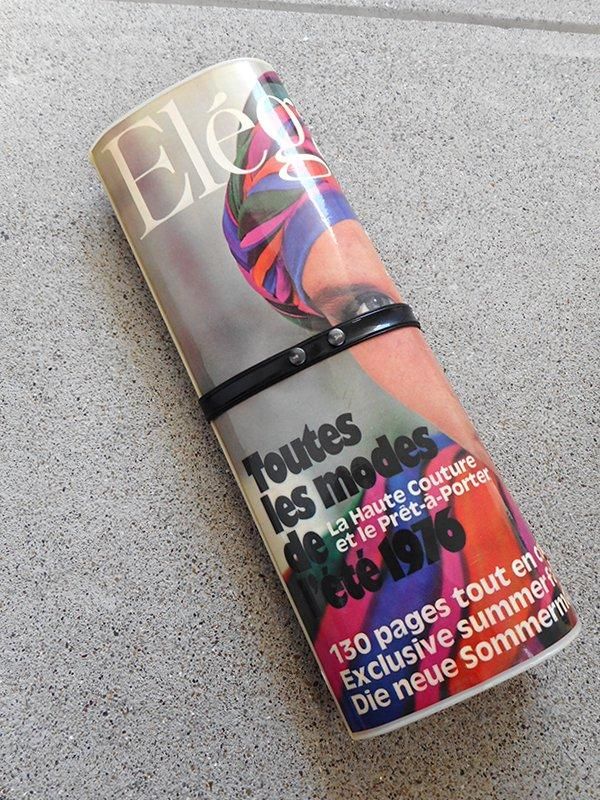 Elég
Toutes
les modes
de La Haute Couture
et le Prêt-à-Porter
l'été 1976
130 pages tout en
Exclusive summer
Die neue